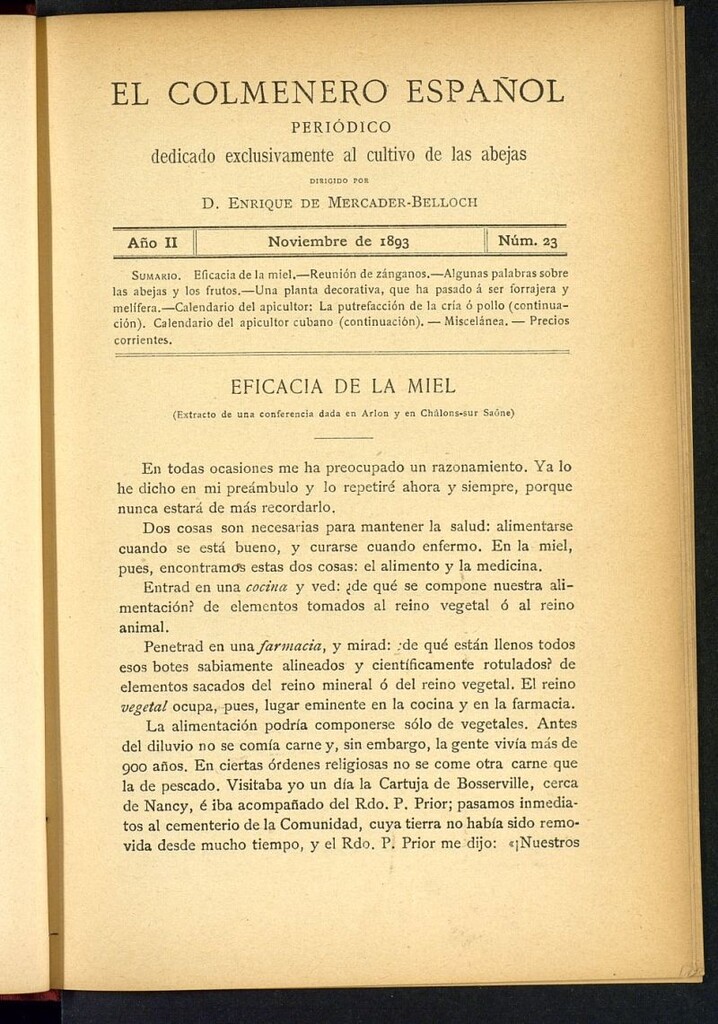 EL COLMENERO ESPAÑOL
PERIÓDICO
dedicado exclusivamente al cultivo de las abejas
DIRIGIDO POR
D. ENRIQUE DE MERCADER-BELLOCH
Año II Noviembre de 1893 Núm. 23
SUMARIO. Eficacia de la miel.—Reunión de zánganos.—Algunas palabras sobre
las abejas y los frutos.—Una planta decorativa, que ha pasado á ser forrajera y
melífera.—Calendario del apicultor: La putrefacción de la cría ó pollo (continua-
ción). Calendario del apicultor cubano (continuación). — Miscelánea. — Precios
corrientes.
EFICACIA DE LA MIEL
(Extracto de una conferencia dada en Arlon y en Châlons-sur Saône)
En todas ocasiones me ha preocupado un razonamiento. Ya lo
he dicho en mi preámbulo y lo repetiré ahora y siempre, porque
nunca estará de más recordarlo.
Dos cosas son necesarias para mantener la salud: alimentarse
cuando se está bueno, y curarse cuando enfermo. En la miel,
pues, encontramos estas dos cosas: el alimento y la medicina.
Entrad en una cocina y ved: ¿de qué se compone nuestra ali-
mentación? de elementos tomados al reino vegetal ó al reino
animal.
Penetrad en una farmacia, y mirad: ¿de qué están llenos todos
esos botes sabiamente alineados y científicamente rotulados? de
elementos sacados del reino mineral ó del reino vegetal. El reino
vegetal ocupa, pues, lugar eminente en la cocina y en la farmacia.
La alimentación podría componerse sólo de vegetales. Antes
del diluvio no se comía carne y, sin embargo, la gente vivía más de
900 años. En ciertas órdenes religiosas no se come otra carne que
la de pescado. Visitaba yo un día la Cartuja de Bosserville, cerca
de Nancy, é iba acompañado del Rdo. P. Prior; pasamos inmedia-
tos al cementerio de la Comunidad, cuya tierra no había sido remo-
vida desde mucho tiempo, y el Rdo. P. Prior me dijo: «¡Nuestros